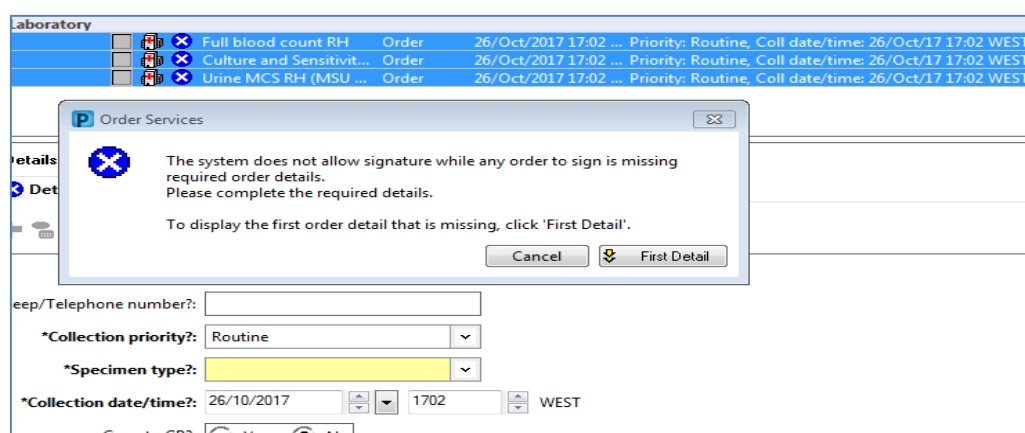 Laboratory
Full blood count RH Order 26/Oct/2017 17:02 ... Priority: Routine, Coll date/time: 26/Oct/17 17:02 WEST
Culture and Sensitivit... Order 26/Oct/2017 17:02 ... Priority: Routine, Coll date/time: 26/Oct/17 17:02 WEST
Urine MCS RH (MSU ... Order 26/Oct/2017 17:02 ... Priority: Routine, Coll date/time: 26/Oct/17 17:02 WEST
P Order Services
etails
The system does not allow signature while any order to sign is missing
required order details.
Det
Please complete the required details.
To display the first order detail that is missing, click 'First Detail'.
Cancel First Detail
eep/Telephone number?:
*Collection priority?: Routine
*Specimen type?:
*Collection date/time?: 26/10/2017 1702 WEST